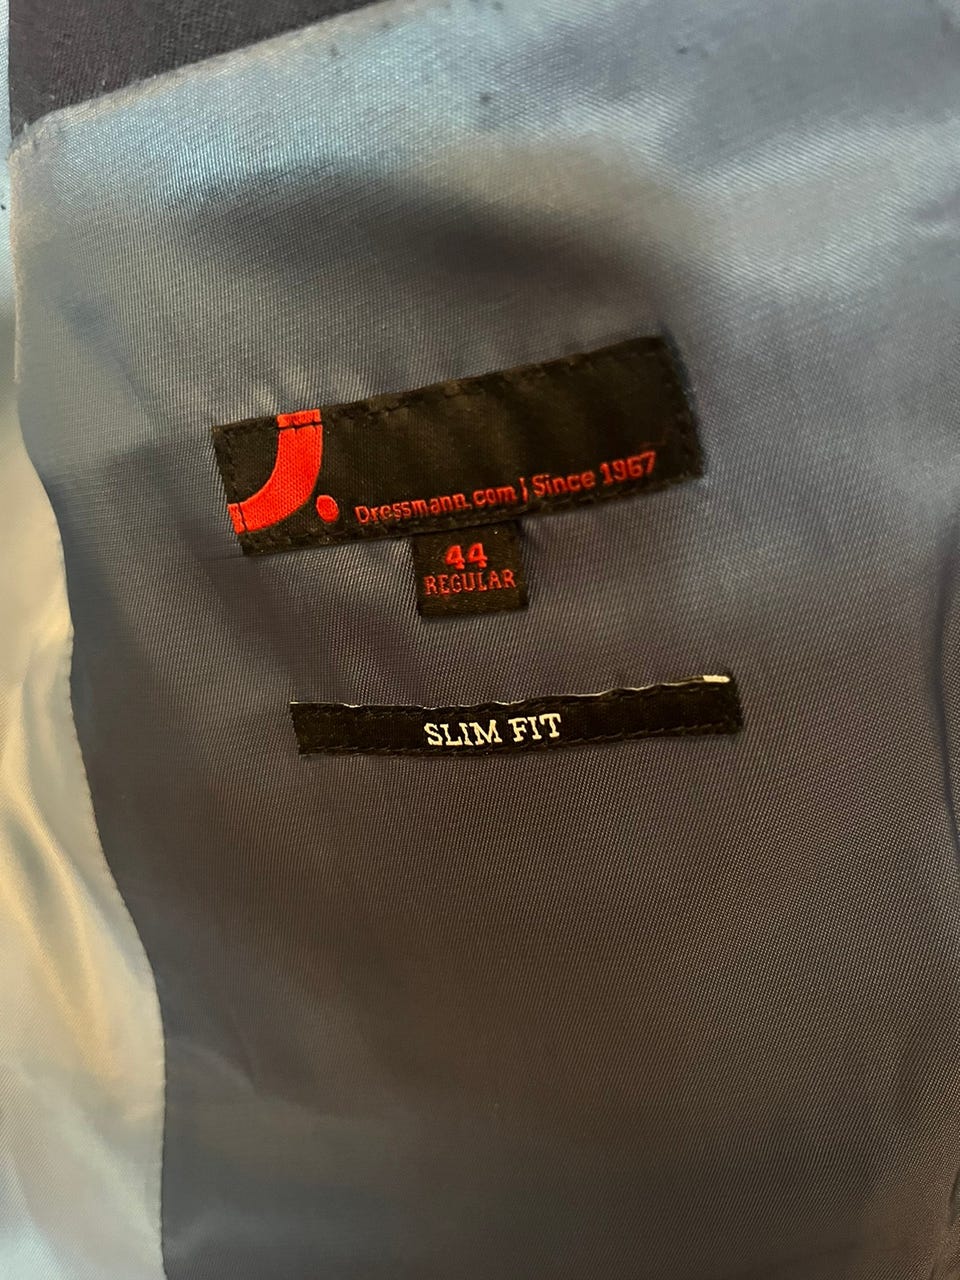 Dressmann.com | Since 1967
44
REGULAR
SLIM FIT